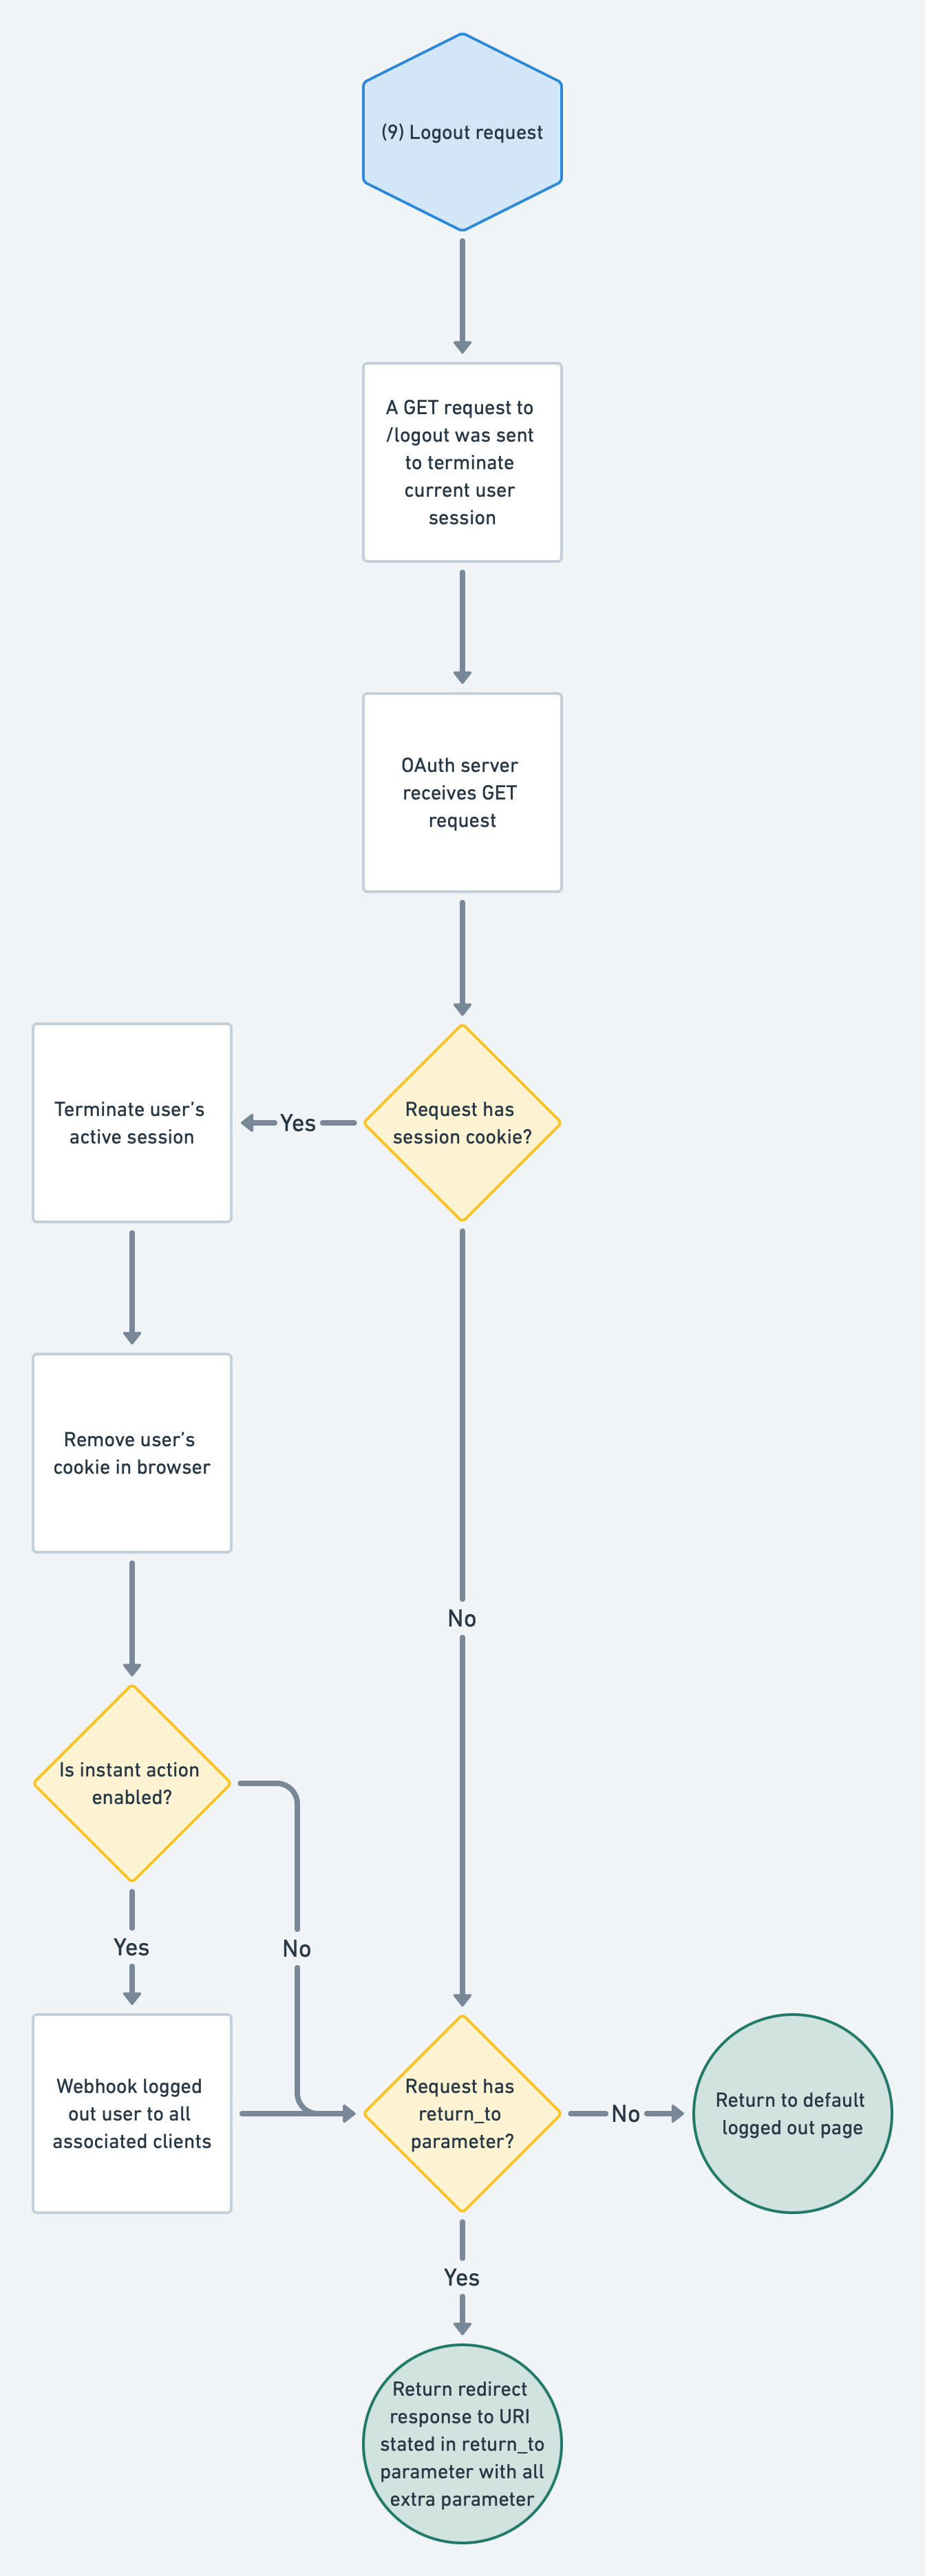 (9) Logout request
A GET request to
/logout was sent
to terminate
current user
session
OAuth server
receives GET
request
Terminate user's
active session
Yes
Request has
session cookie?
Remove user's
cookie in browser
No
Is instant action
enabled?
Yes
No
Webhook logged
out user to all
associated clients
Request has
return_to
parameter?
No
Return to default
logged out page
Yes
Return redirect
response to URI
stated in return_to
parameter with all
extra parameter